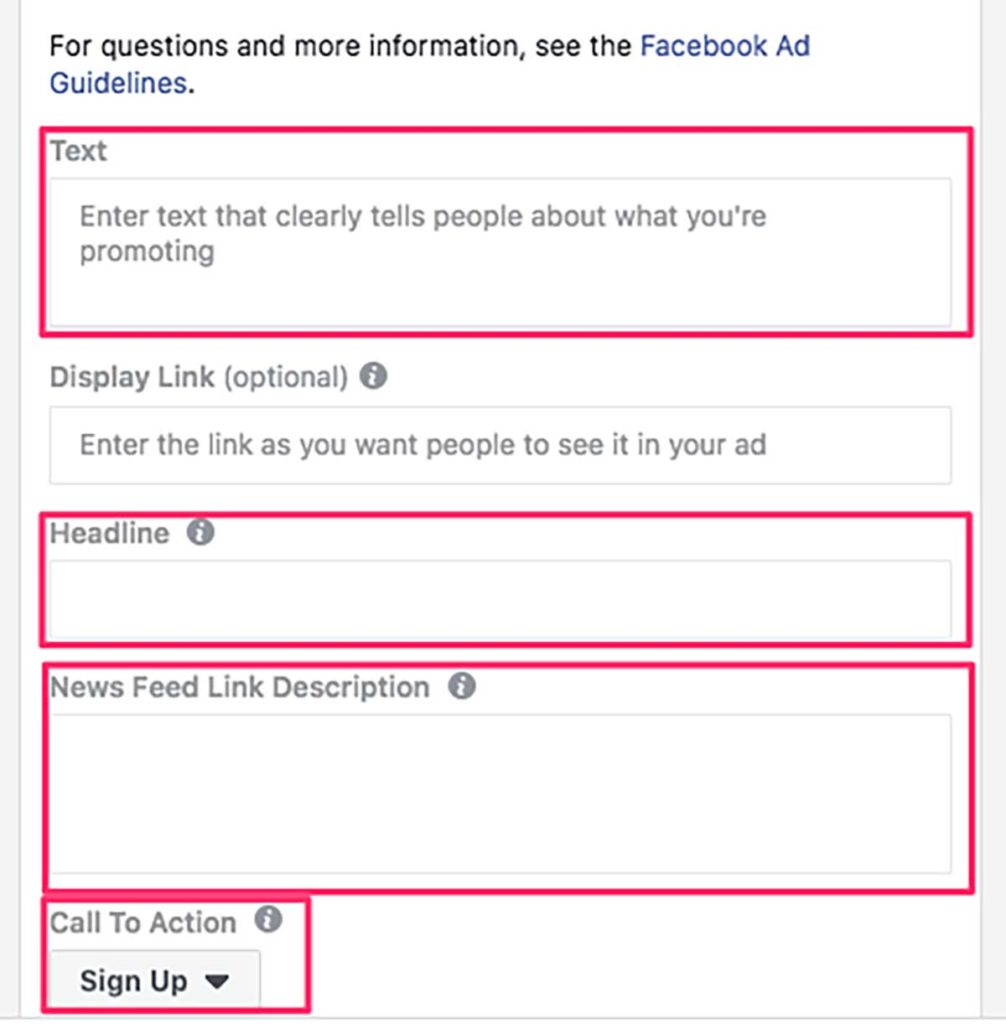 For questions and more information, see the Facebook Ad
Guidelines.
Text
Enter text that clearly tells people about what you're
promoting
Display Link (optional)
Enter the link as you want people to see it in your ad
Headline
News Feed Link Description
Call To Action
Sign Up